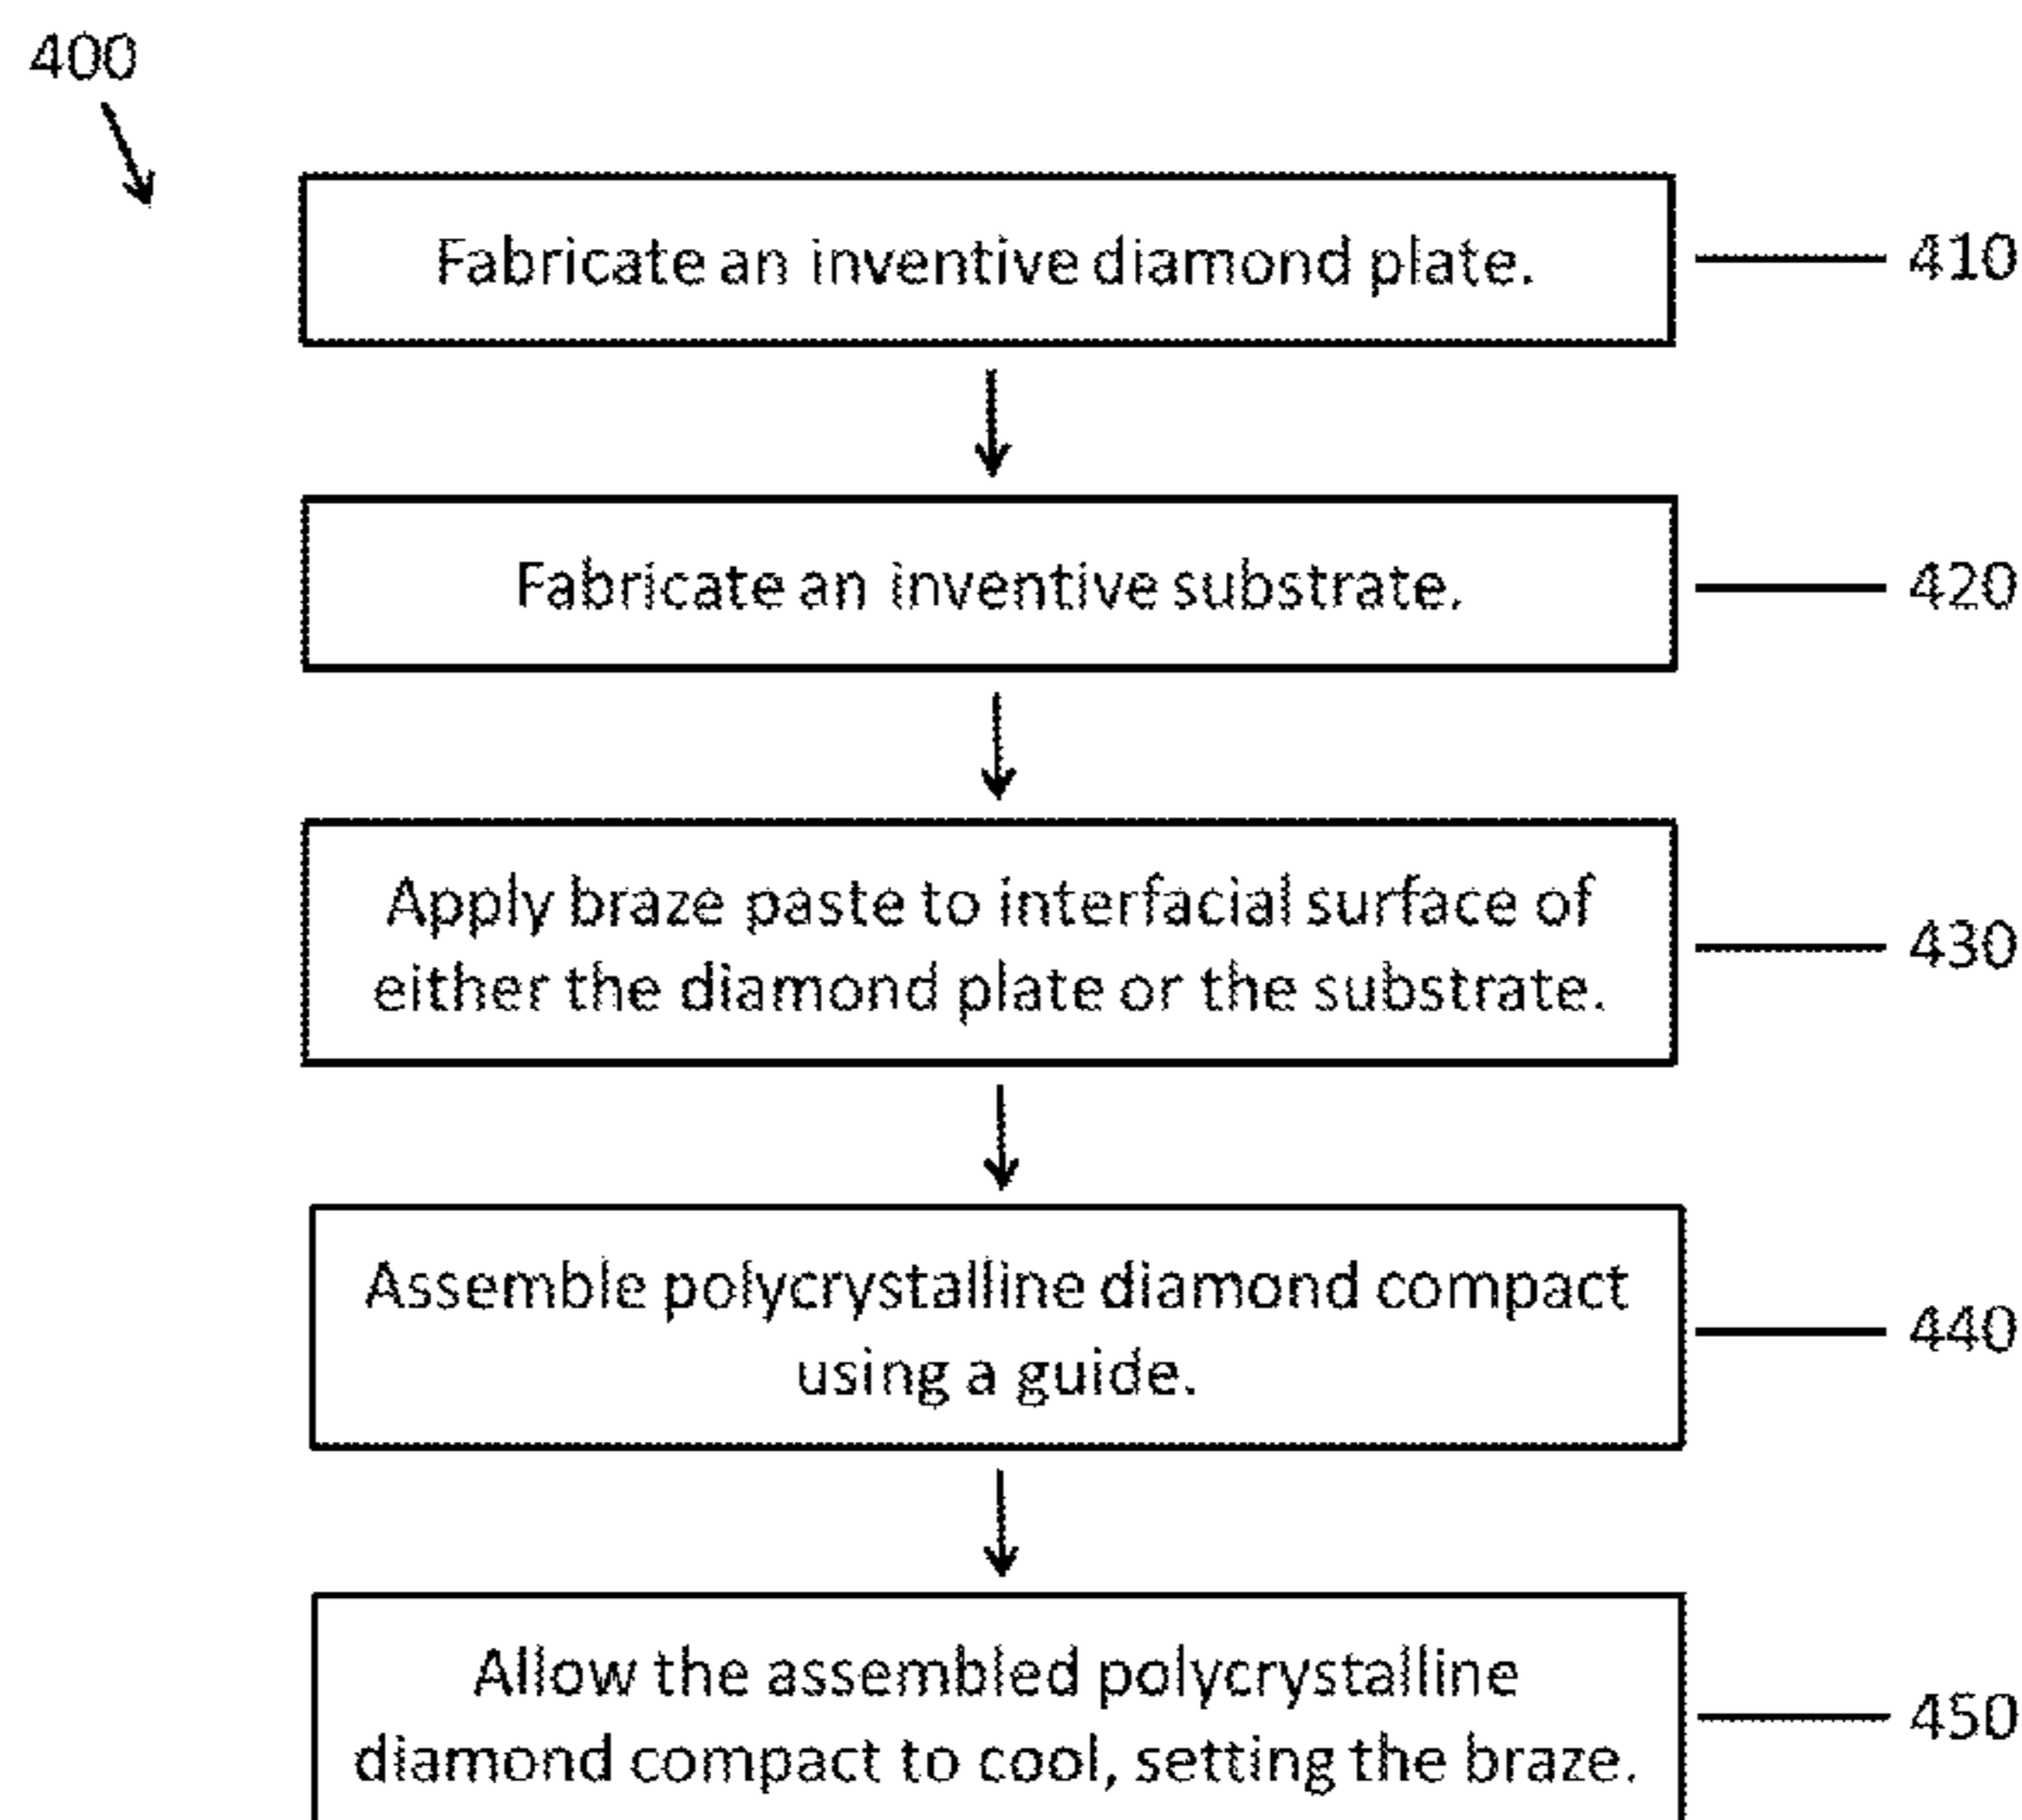 400
Fabricate an inventive diamond plate.
410
Fabricate an inventive substrate.
420
Apply braze paste to interfacial surface of
either the diamond plate or the substrate.
430
Assemble polycrystalline diamond compact
using a guide.
440
Allow the assembled polycrystalline
diamond compact to cool, setting the braze.
450